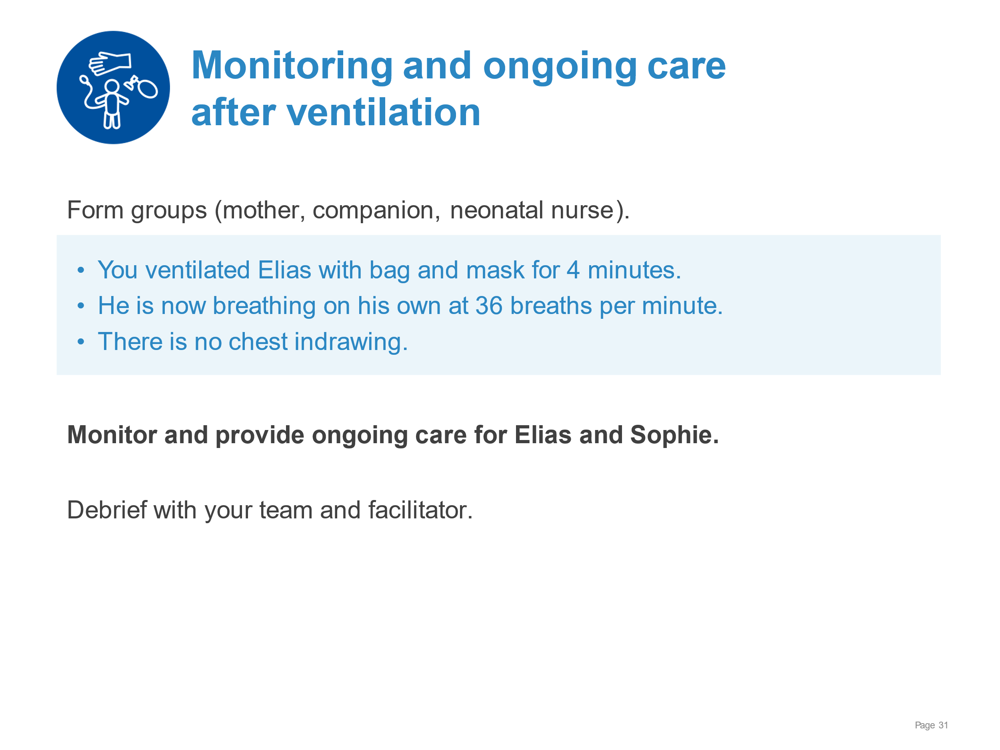 Monitoring and ongoing care
after ventilation
Form groups (mother, companion, neonatal nurse).
• You ventilated Elias with bag and mask for 4 minutes.
• He is now breathing on his own at 36 breaths per minute.
• There is no chest indrawing.
Monitor and provide ongoing care for Elias and Sophie.
Debrief with your team and facilitator.
Page 31